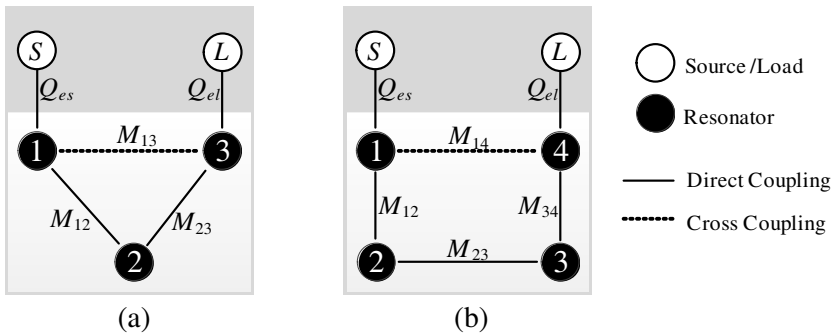 S
L
Q_es
Q_el
M_13
1
3
M_12
M_23
2
(a)
S
L
Q_es
Q_el
M_14
1
4
M_12
M_34
M_23
2
3
(b)
Source/Load
Resonator
Direct Coupling
Cross Coupling